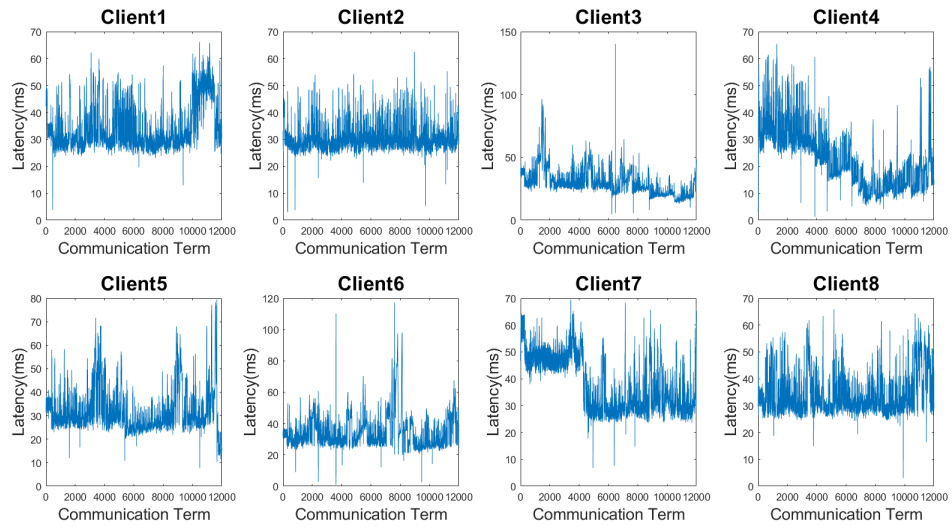 Client1 Client2 Client3 Client4
70 70 150 70
60 60 60
50 50 100 50
40 40 40
30 30 30
20 20 50 20
10 10 10
0 0 0 0
0 2000 4000 6000 8000 10000 12000 0 2000 4000 6000 8000 10000 12000 0 2000 4000 6000 8000 10000 12000 0 2000 4000 6000 8000 10000 12000
Latency(ms) Latency(ms) Latency(ms) Latency(ms)
Communication Term Communication Term Communication Term Communication Term
Client5 Client6 Client7 Client8
80 120 70 70
70 100 60 60
60 80 50 50
50 60 40 40
40 40 30 30
30 20 20 20
20 0 10 10
10 0 0
0
0 2000 4000 6000 8000 10000 12000 0 2000 4000 6000 8000 10000 12000 0 2000 4000 6000 8000 10000 12000 0 2000 4000 6000 8000 10000 12000
Latency(ms) Latency(ms) Latency(ms) Latency(ms)
Communication Term Communication Term Communication Term Communication Term